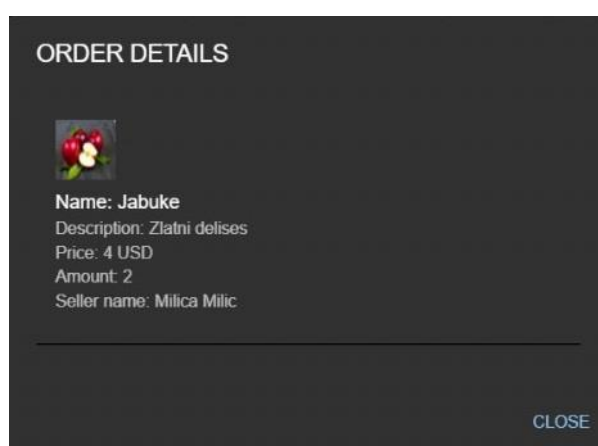 ORDER DETAILS
Name: Jabuke
Description: Zlatni delises
Price: 4 USD
Amount: 2
Seller name: Milica Milic
CLOSE